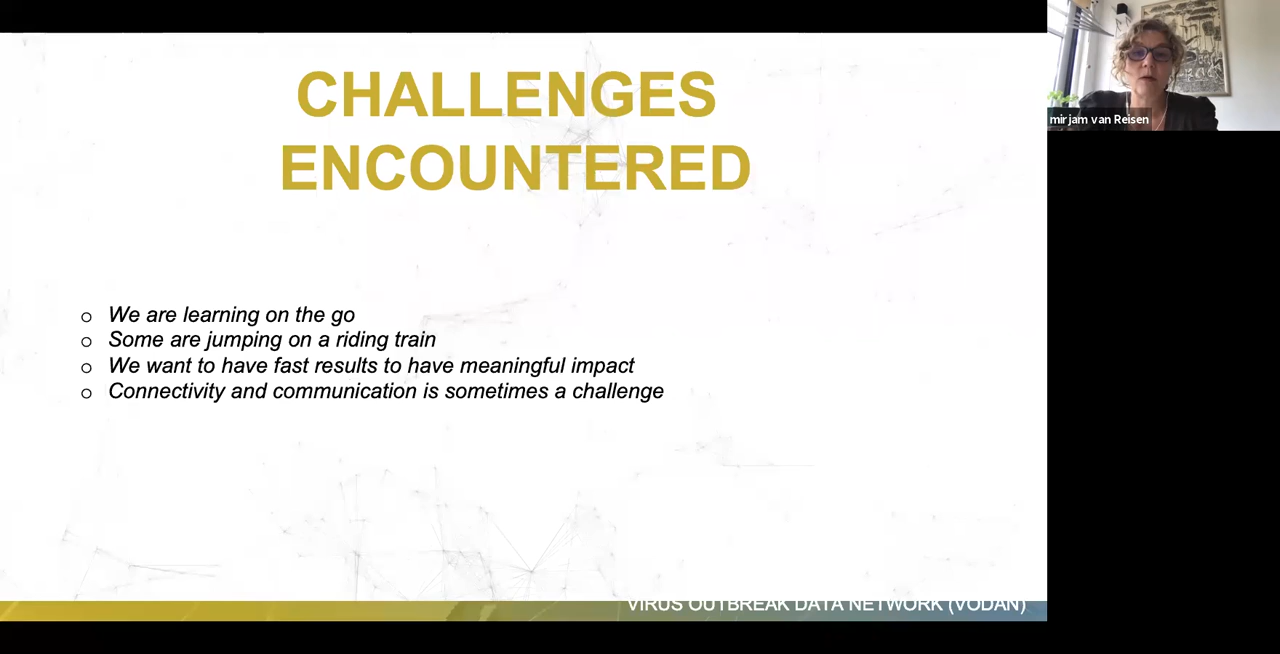 CHALLENGES
ENCOUNTERED
o We are learning on the go
o Some are jumping on a riding train
o We want to have fast results to have meaningful impact
o Connectivity and communication is sometimes a challenge
VIRUS OUTBREAK DATA NETWORK (VODAN)
mirjam van Reisen